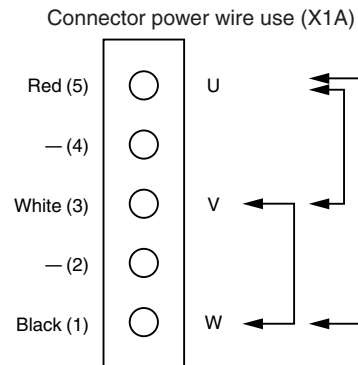 Connector power wire use (X1A)
Red (5) U
— (4)
White (3) V
— (2)
Black (1) W